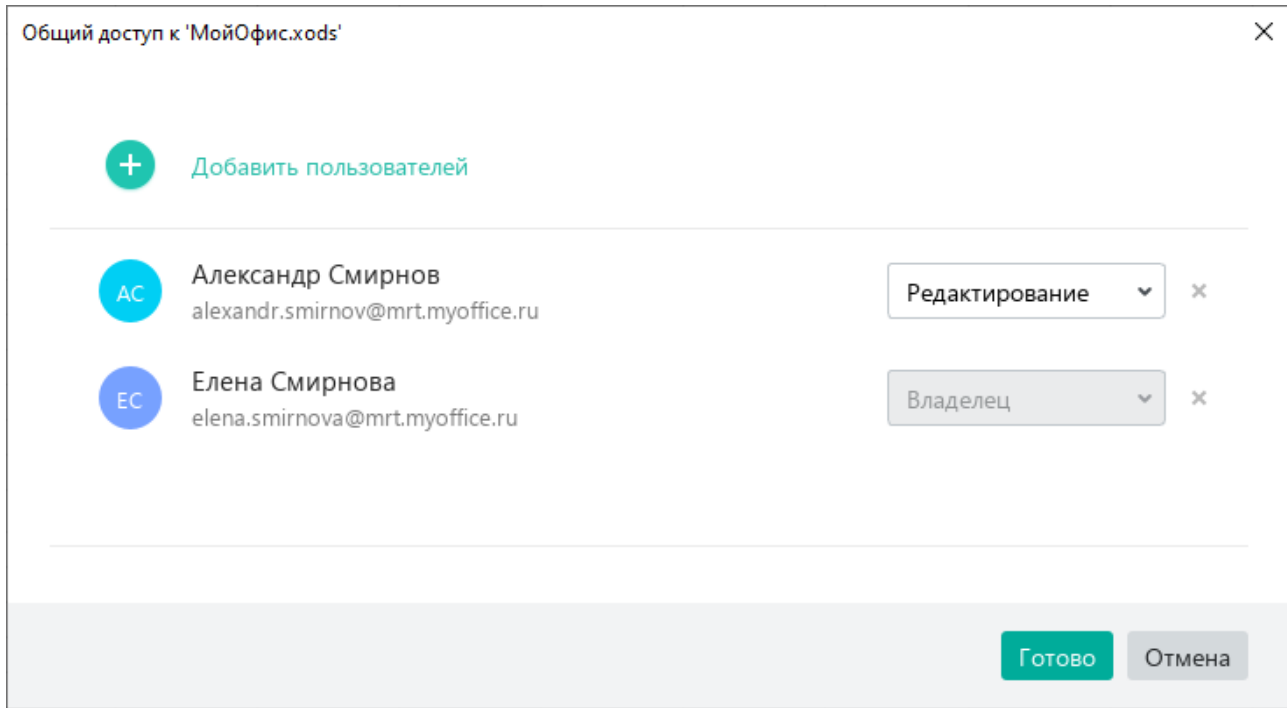 Общий доступ к 'МойОфис.xods'
Добавить пользователей
АС
Александр Смирнов
alexandr.smirnov@mrt.myoffice.ru
Редактирование
ЕС
Елена Смирнова
elena.smirnova@mrt.myoffice.ru
Владелец
Готово
Отмена